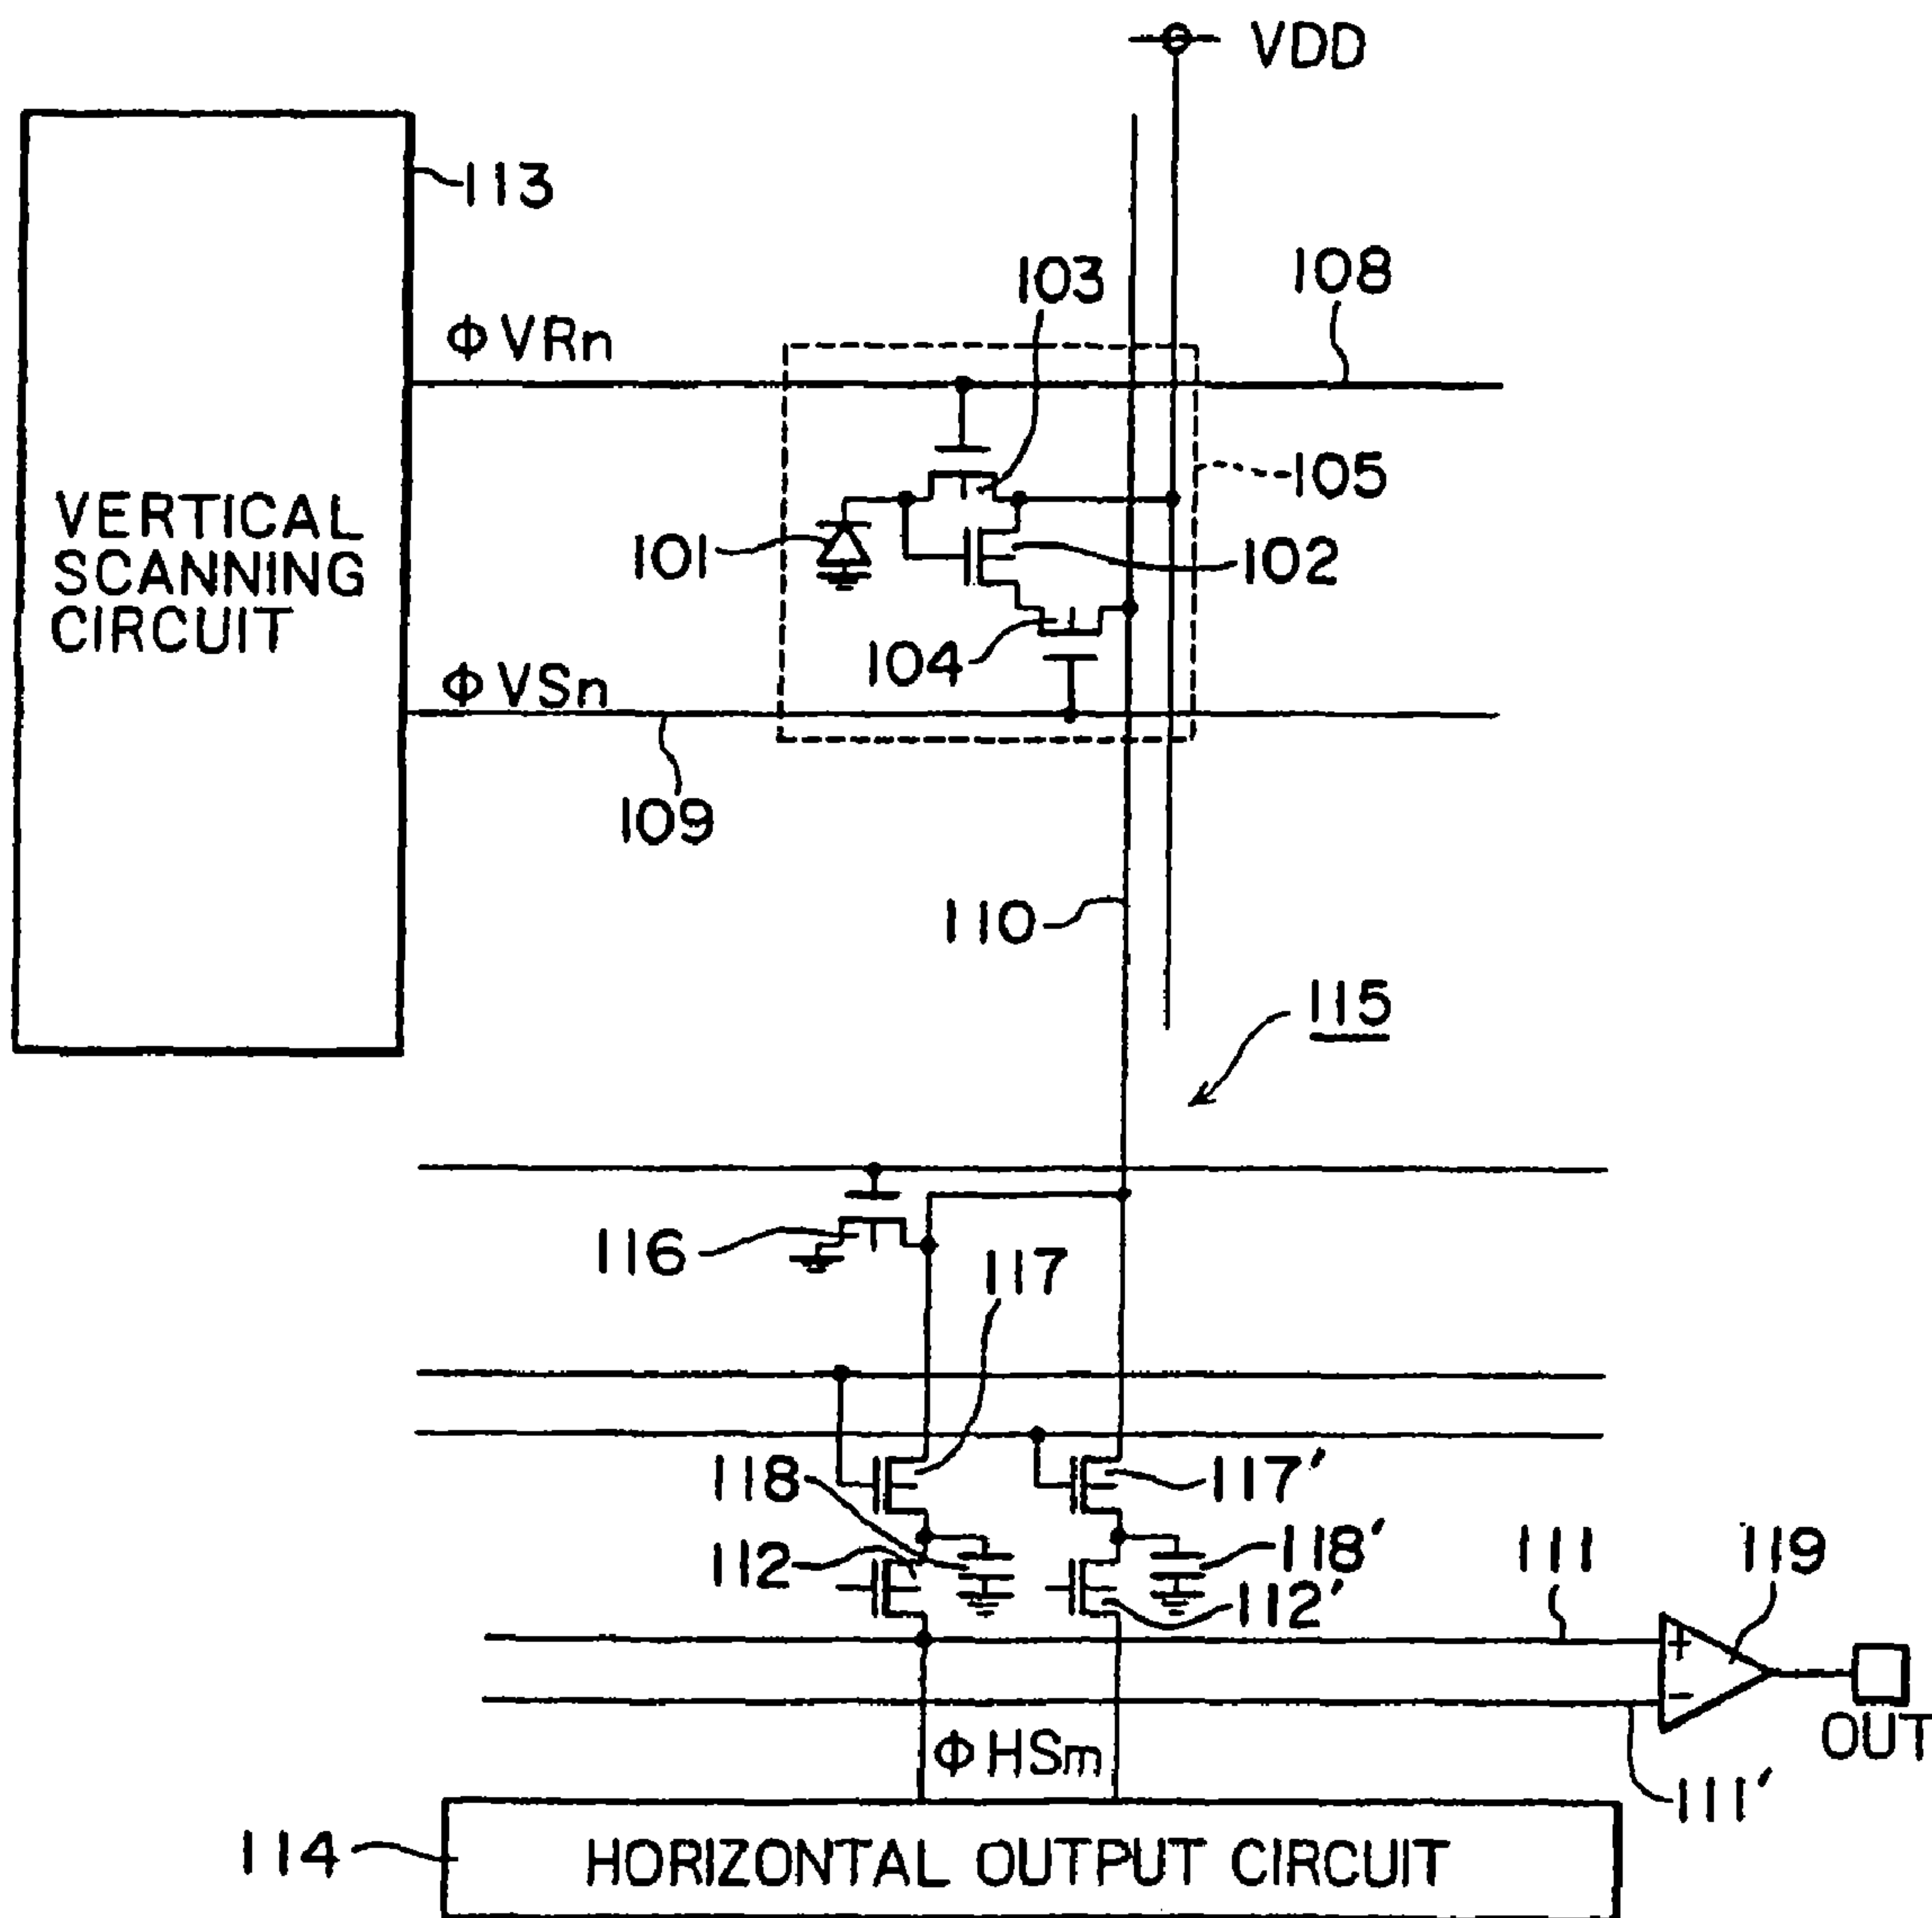 VDD
113
103
108
ΦVRn
105
VERTICAL
SCANNING
CIRCUIT
101
102
104
ΦVSn
109
110
115
116
117
118
117'
112
118'
111
119
112'
+
−
ΦHSm
OUT
111'
114
HORIZONTAL OUTPUT CIRCUIT